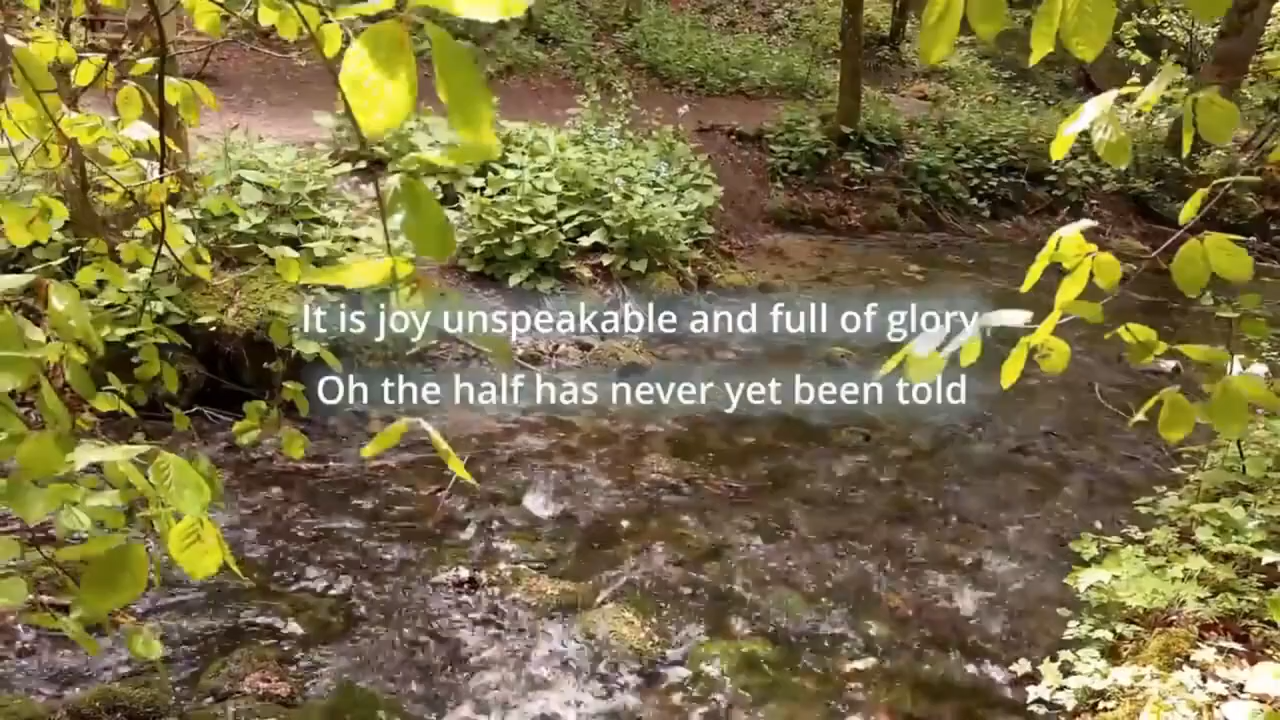 It is joy unspeakable and full of glory
Oh the half has never yet been told